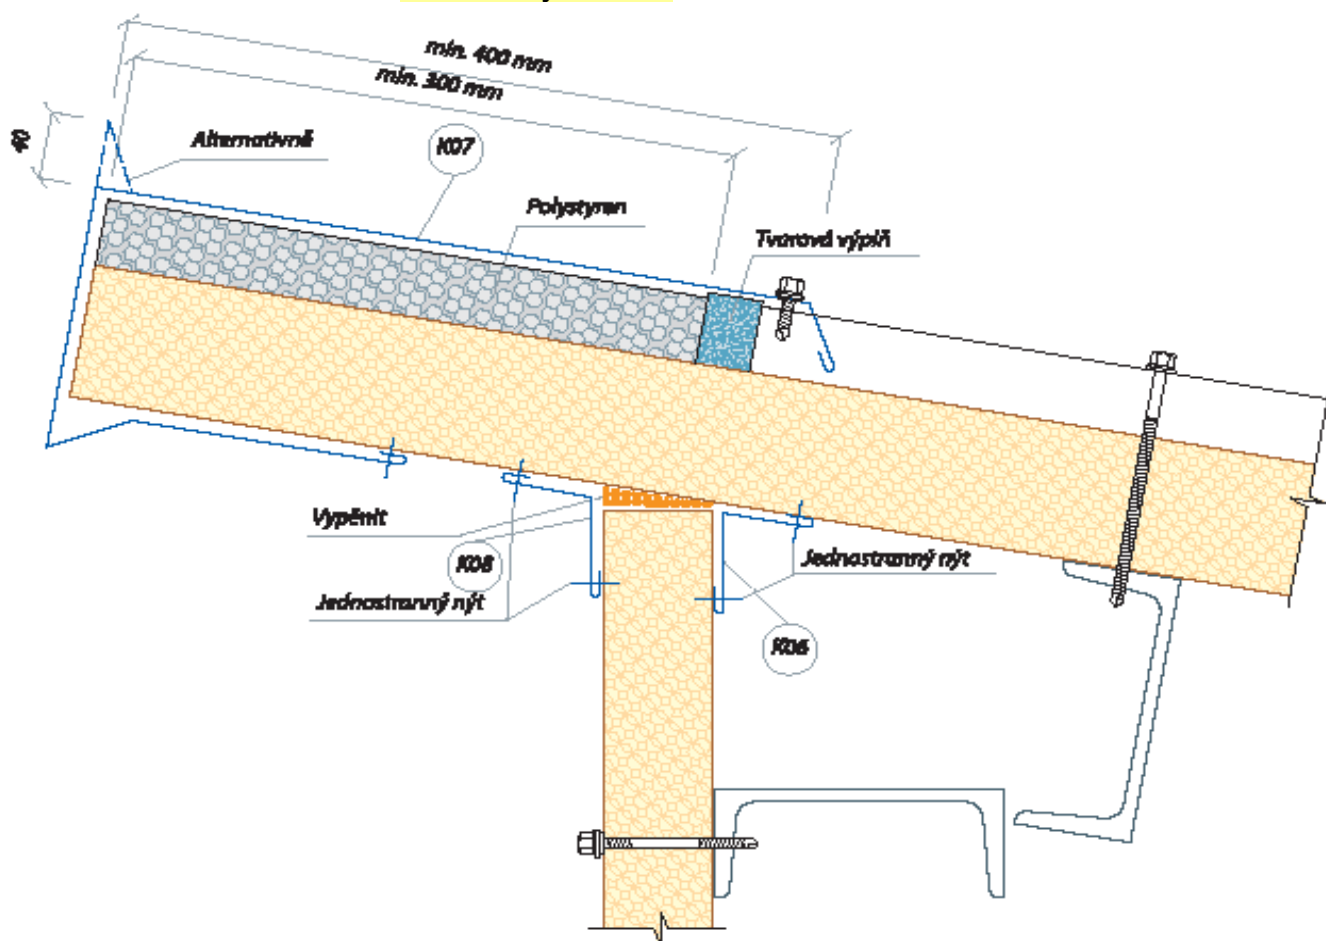 min. 400 mm
min. 300 mm
40
Alternativně
K07
Polystyren
Tvarová výplň
Vypěnit
K08
Jednostranný nýt
Jednostranný nýt
K06